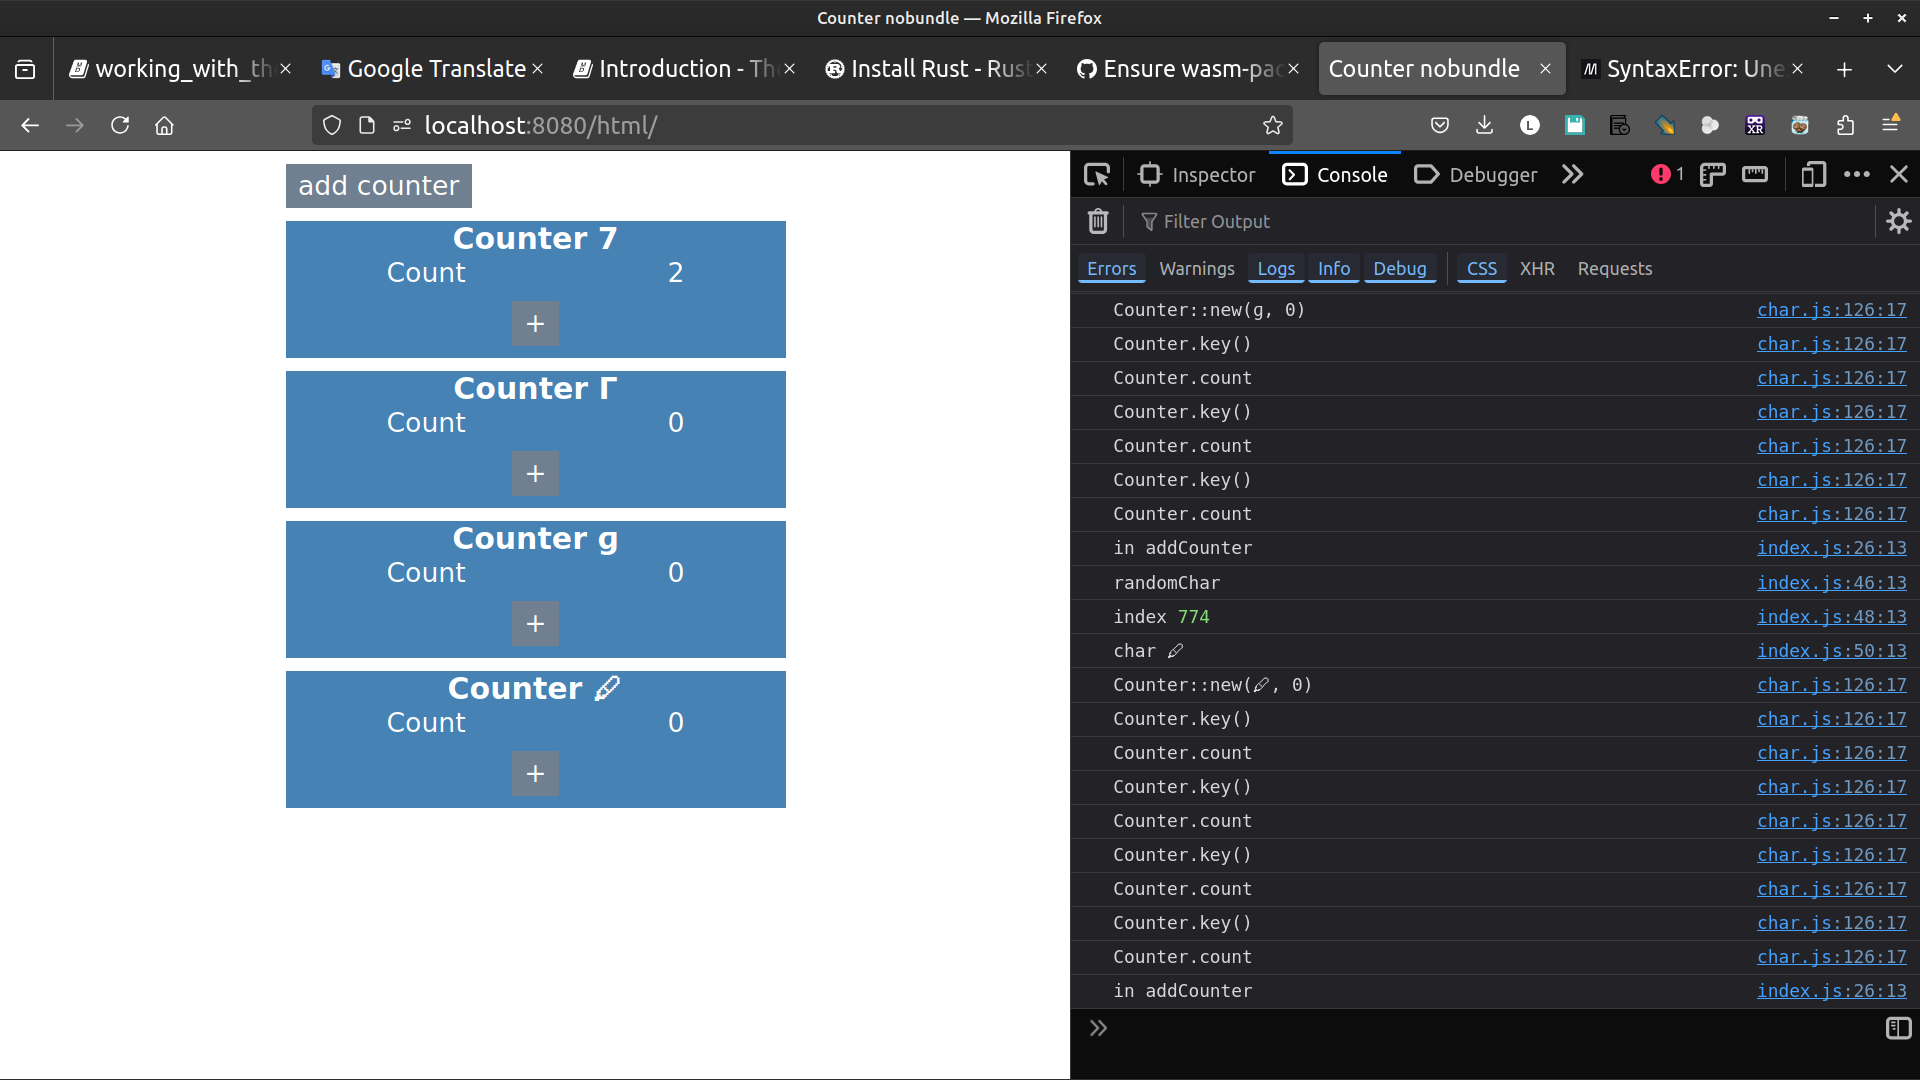 Counter nobundle — Mozilla Firefox
working_with_th
Google Translate
Introduction - Th
Install Rust - Rust
Ensure wasm-pac
Counter nobundle
SyntaxError: Une
localhost:8080/html/
L
XR
add counter
Counter 7
Count 2
+
Counter Γ
Count 0
+
Counter g
Count 0
+
Counter 🖊
Count 0
+
Inspector Console Debugger 1
Filter Output
Errors Warnings Logs Info Debug CSS XHR Requests
Counter::new(g, 0) char.js:126:17
Counter.key() char.js:126:17
Counter.count char.js:126:17
Counter.key() char.js:126:17
Counter.count char.js:126:17
Counter.key() char.js:126:17
Counter.count char.js:126:17
in addCounter index.js:26:13
randomChar index.js:46:13
index 774 index.js:48:13
char 🖊 index.js:50:13
Counter::new(🖊, 0) char.js:126:17
Counter.key() char.js:126:17
Counter.count char.js:126:17
Counter.key() char.js:126:17
Counter.count char.js:126:17
Counter.key() char.js:126:17
Counter.count char.js:126:17
Counter.key() char.js:126:17
Counter.count char.js:126:17
in addCounter index.js:26:13